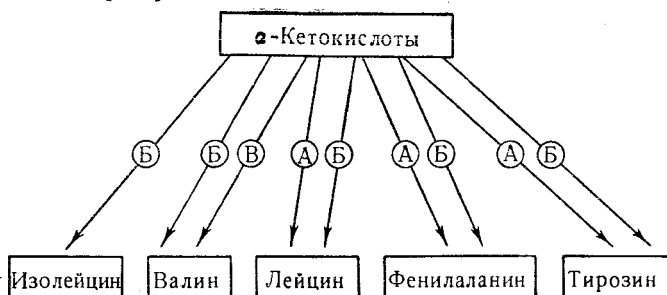 α-Кетокислоты
Б Б В А Б А Б А Б
Изолейцин Валин Лейцин Фенилаланин Тирозин